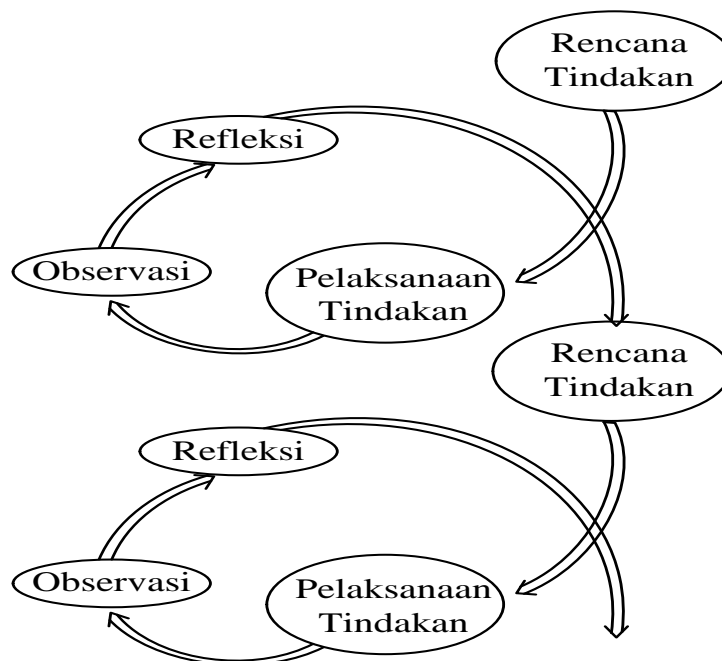 Rencana
Tindakan
Refleksi
Observasi
Pelaksanaan
Tindakan
Rencana
Tindakan
Refleksi
Observasi
Pelaksanaan
Tindakan